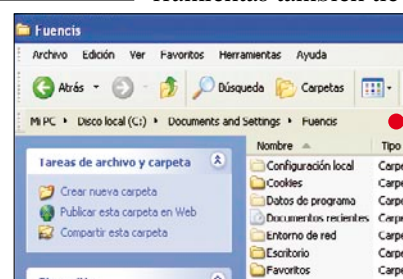 Fuencis
Archivo Edición Ver Favoritos Herramientas Ayuda
Atrás Búsqueda Carpetas
Mi PC Disco local (C:) Documents and Settings Fuencis
Nombre Tipo
Tareas de archivo y carpeta
Crear nueva carpeta
Publicar esta carpeta en Web
Compartir esta carpeta
Configuración local Carpe
Cookies Carpe
Datos de programa Carpe
Documentos recientes Carpe
Entorno de red Carpe
Escritorio Carpe
Favoritos Carpe